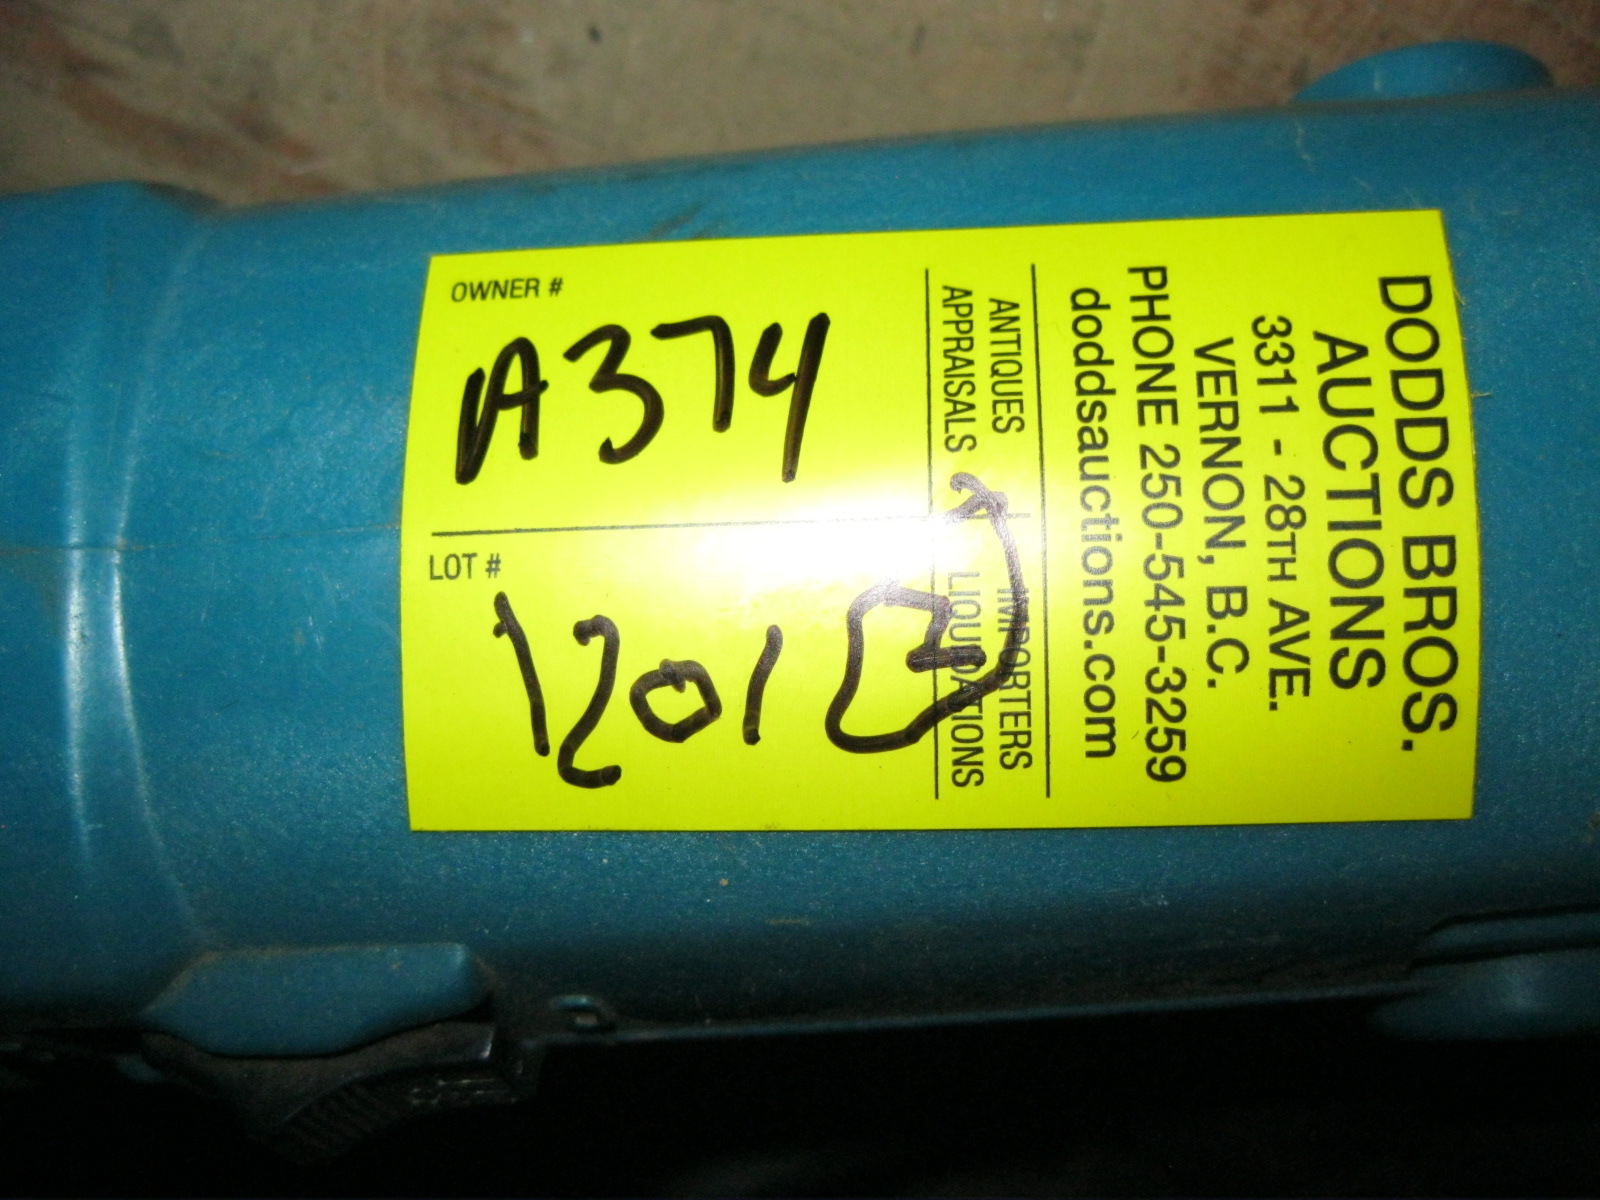 DODDS BROS.
AUCTIONS
3311 - 28TH AVE.
VERNON, B.C.
PHONE 250-545-3259
doddsauctions.com
ANTIQUES IMPORTERS
APPRAISALS LIQUIDATIONS
OWNER #
A374
LOT #
1201